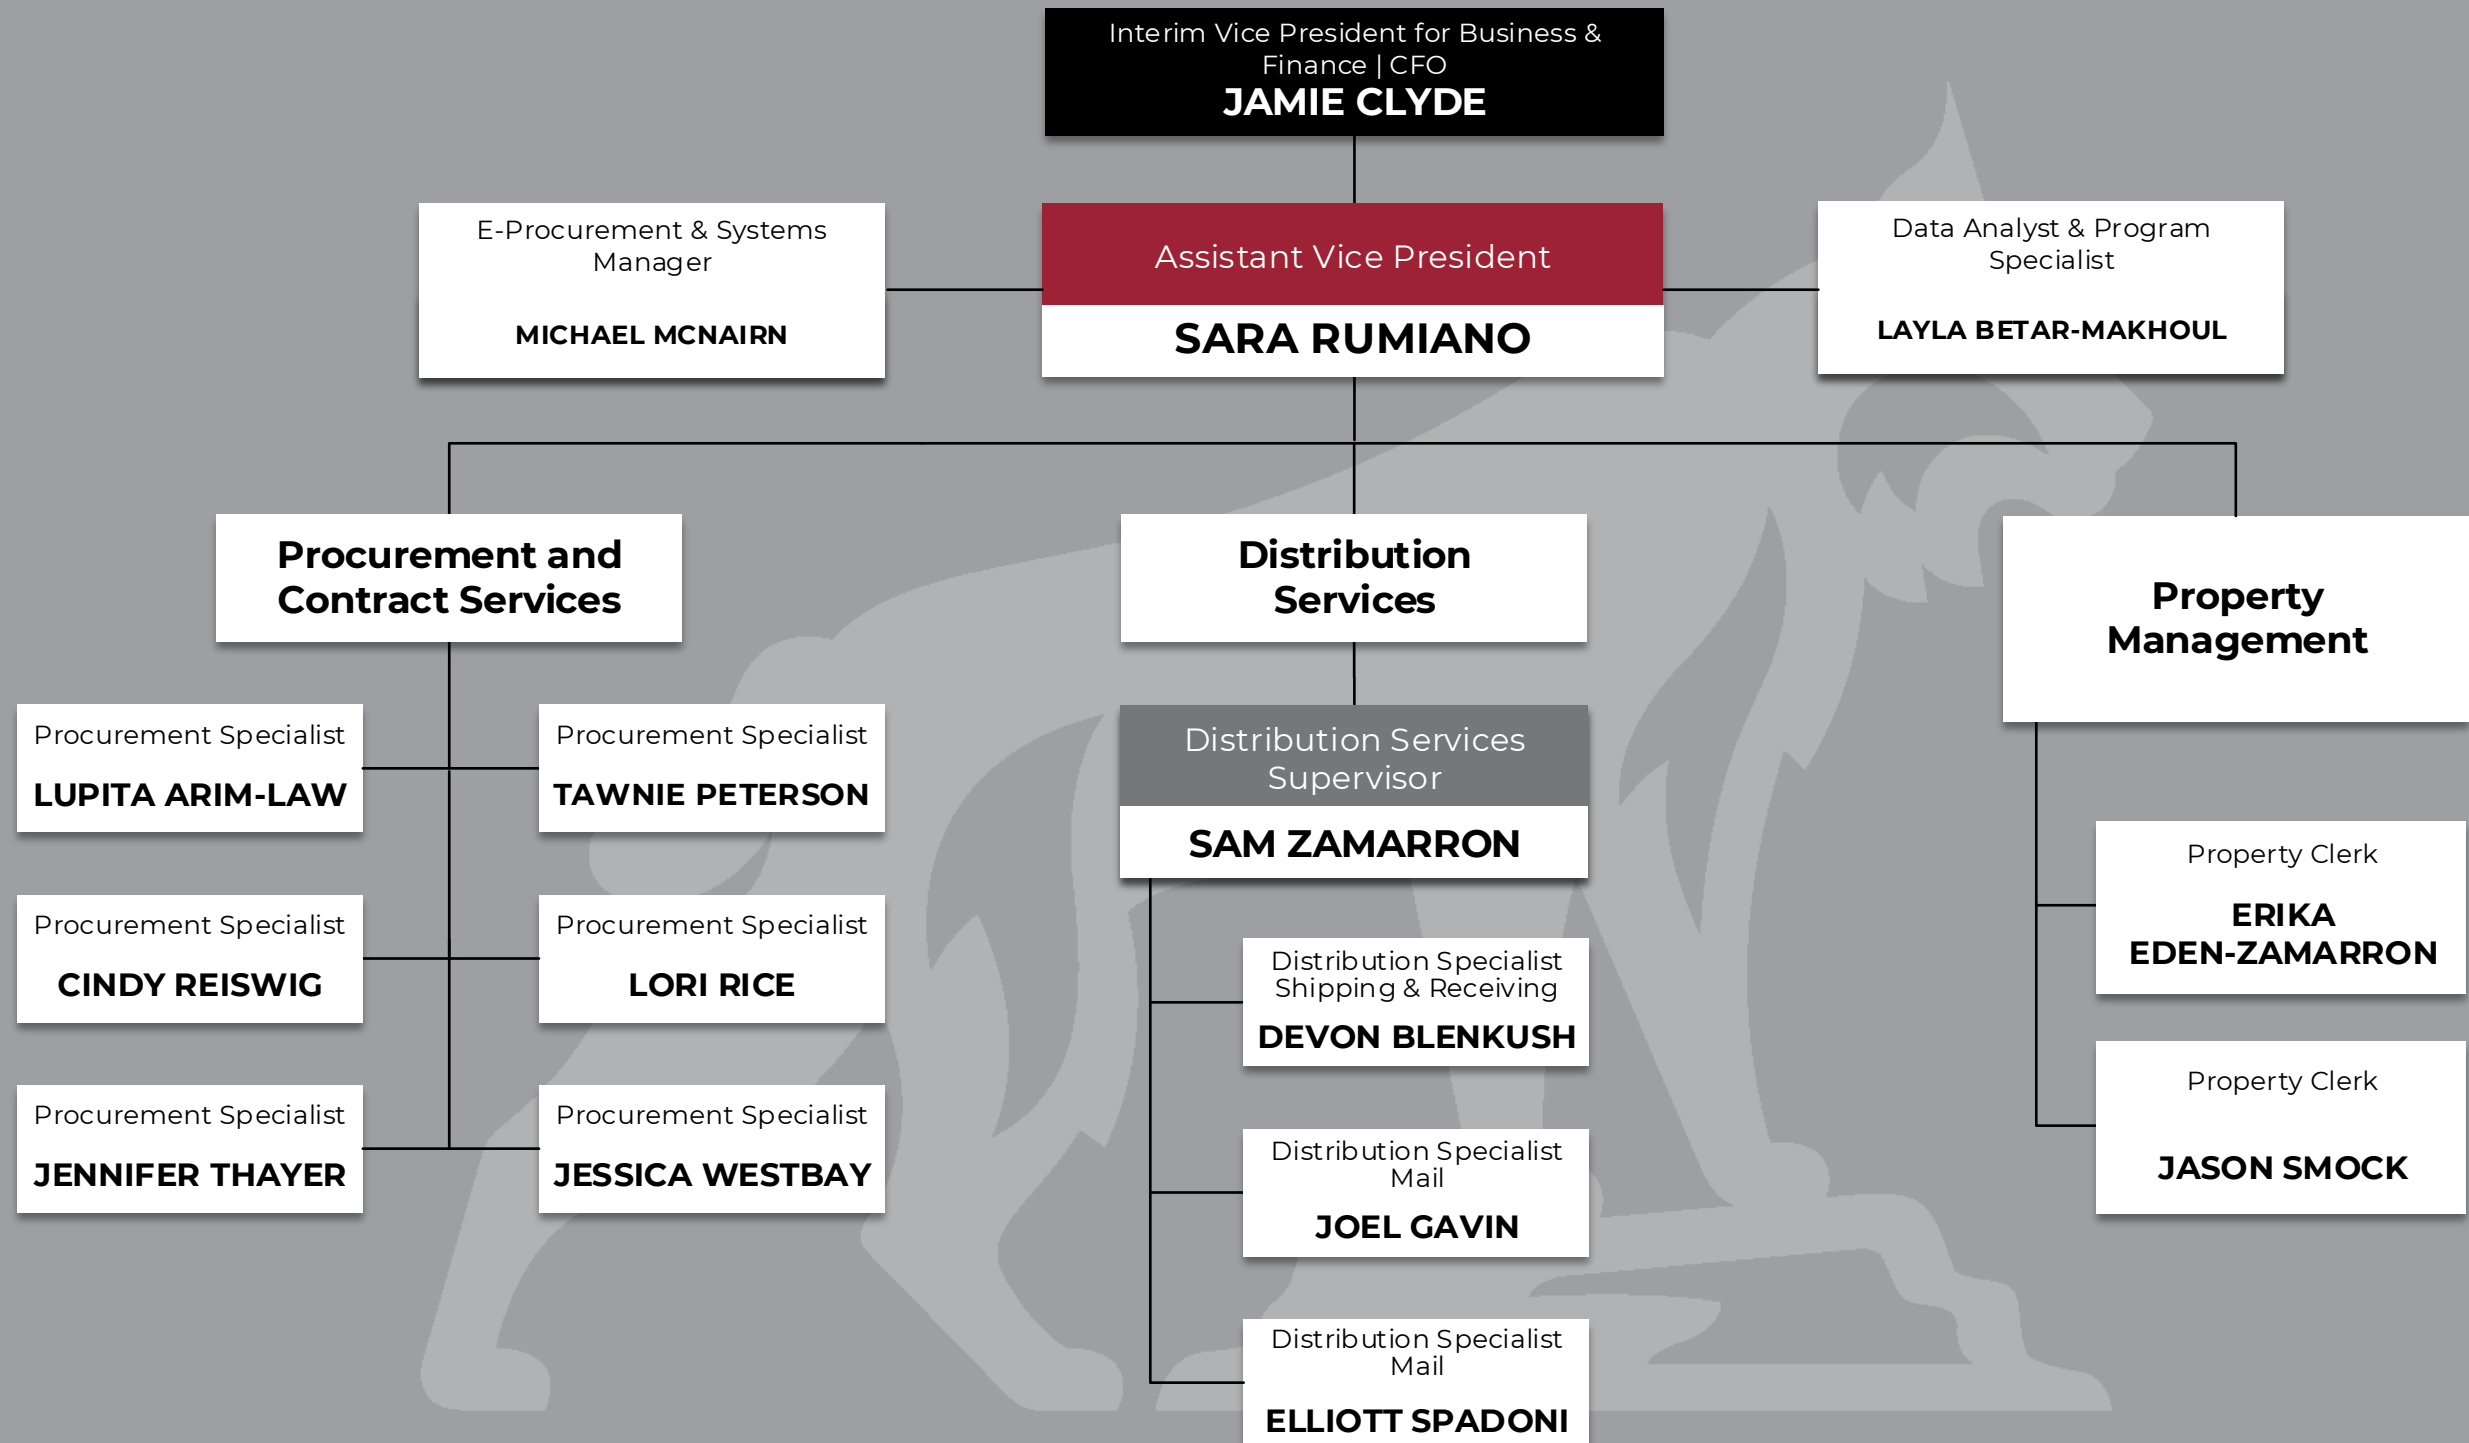 Interim Vice President for Business &
Finance | CFO
JAMIE CLYDE
E-Procurement & Systems
Manager
MICHAEL MCNAIRN
Assistant Vice President
SARA RUMIANO
Data Analyst & Program
Specialist
LAYLA BETAR-MAKHOUL
Procurement and
Contract Services
Procurement Specialist
LUPITA ARIM-LAW
Procurement Specialist
TAWNIE PETERSON
Procurement Specialist
CINDY REISWIG
Procurement Specialist
LORI RICE
Procurement Specialist
JENNIFER THAYER
Procurement Specialist
JESSICA WESTBAY
Distribution
Services
Distribution Services
Supervisor
SAM ZAMARRON
Distribution Specialist
Shipping & Receiving
DEVON BLENKUSH
Distribution Specialist
Mail
JOEL GAVIN
Distribution Specialist
Mail
ELLIOTT SPADONI
Property
Management
Property Clerk
ERIKA
EDEN-ZAMARRON
Property Clerk
JASON SMOCK